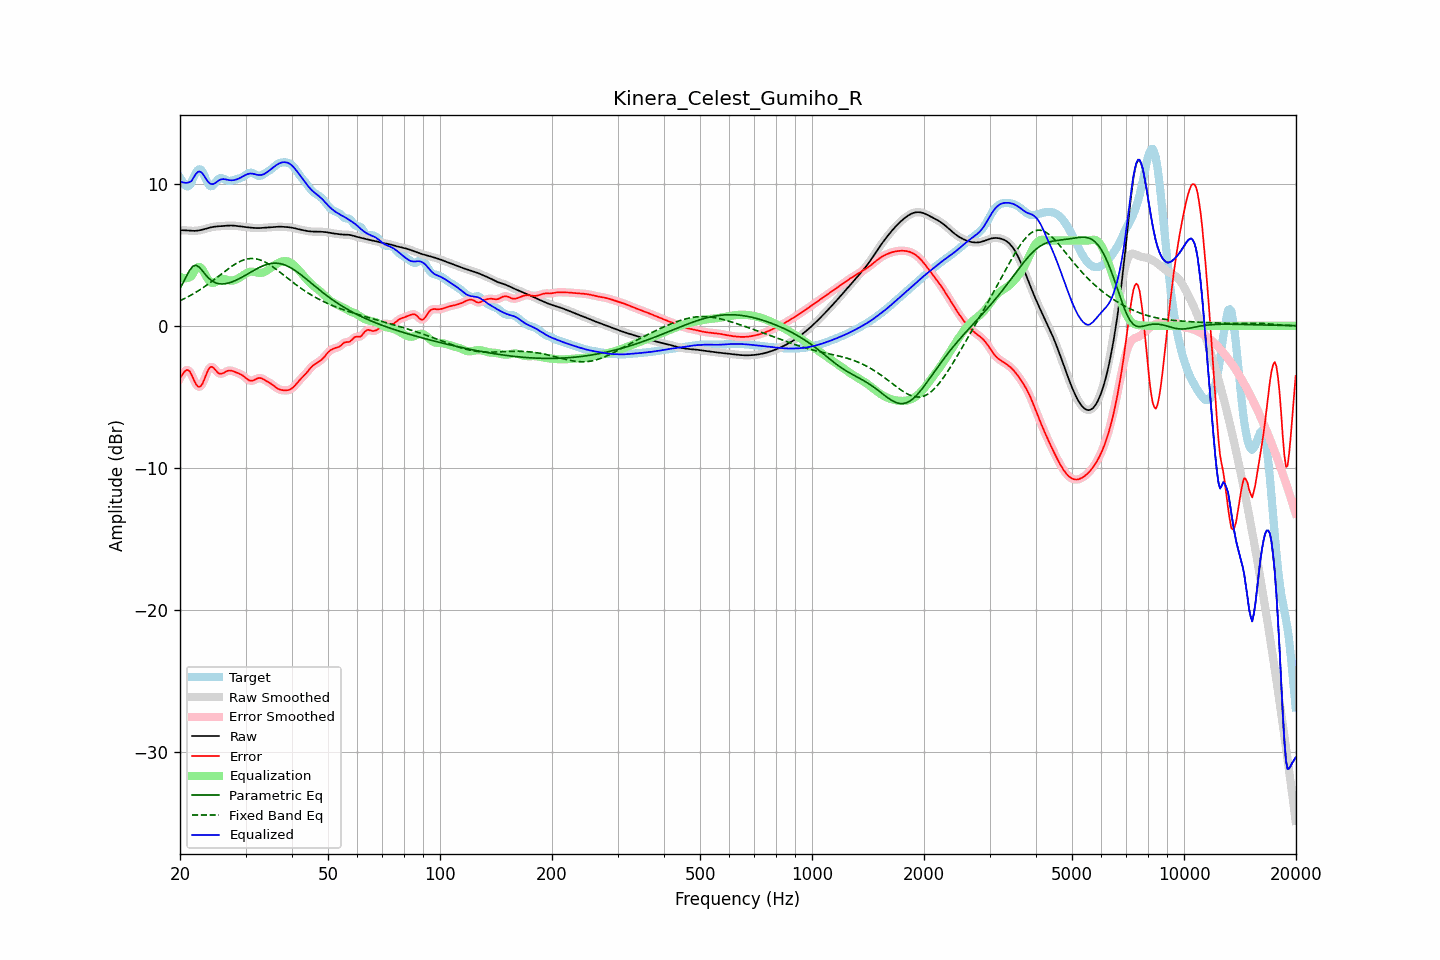 Kinera_Celest_Gumiho_R
Amplitude (dBr)
10
0
−10
−20
−30
Target
Raw Smoothed
Error Smoothed
Raw
Error
Equalization
Parametric Eq
Fixed Band Eq
Equalized
20 50 100 200 500 1000 2000 5000 10000 20000
Frequency (Hz)